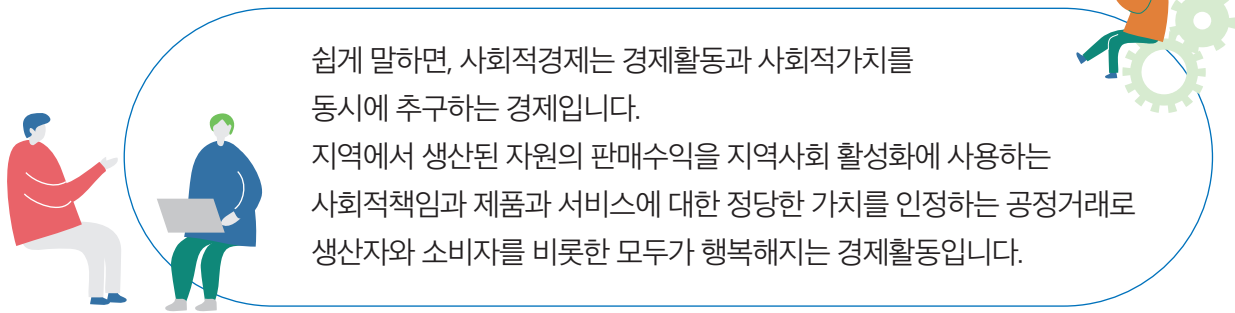 쉽게 말하면, 사회적경제는 경제활동과 사회적가치를
동시에 추구하는 경제입니다.
지역에서 생산된 자원의 판매수익을 지역사회 활성화에 사용하는
사회적책임과 제품과 서비스에 대한 정당한 가치를 인정하는 공정거래로
생산자와 소비자를 비롯한 모두가 행복해지는 경제활동입니다.